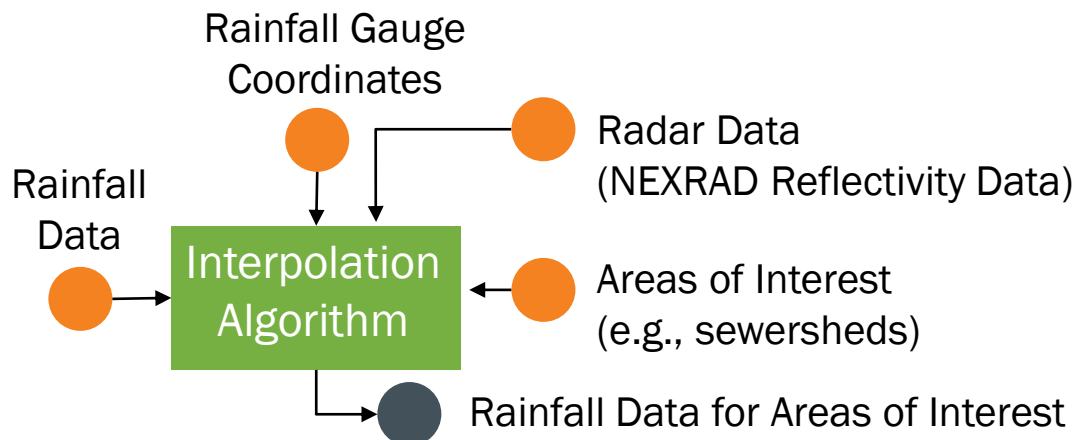 Rainfall Gauge
Coordinates
Radar Data
(NEXRAD Reflectivity Data)
Rainfall
Data
Interpolation
Algorithm
Areas of Interest
(e.g., sewersheds)
Rainfall Data for Areas of Interest